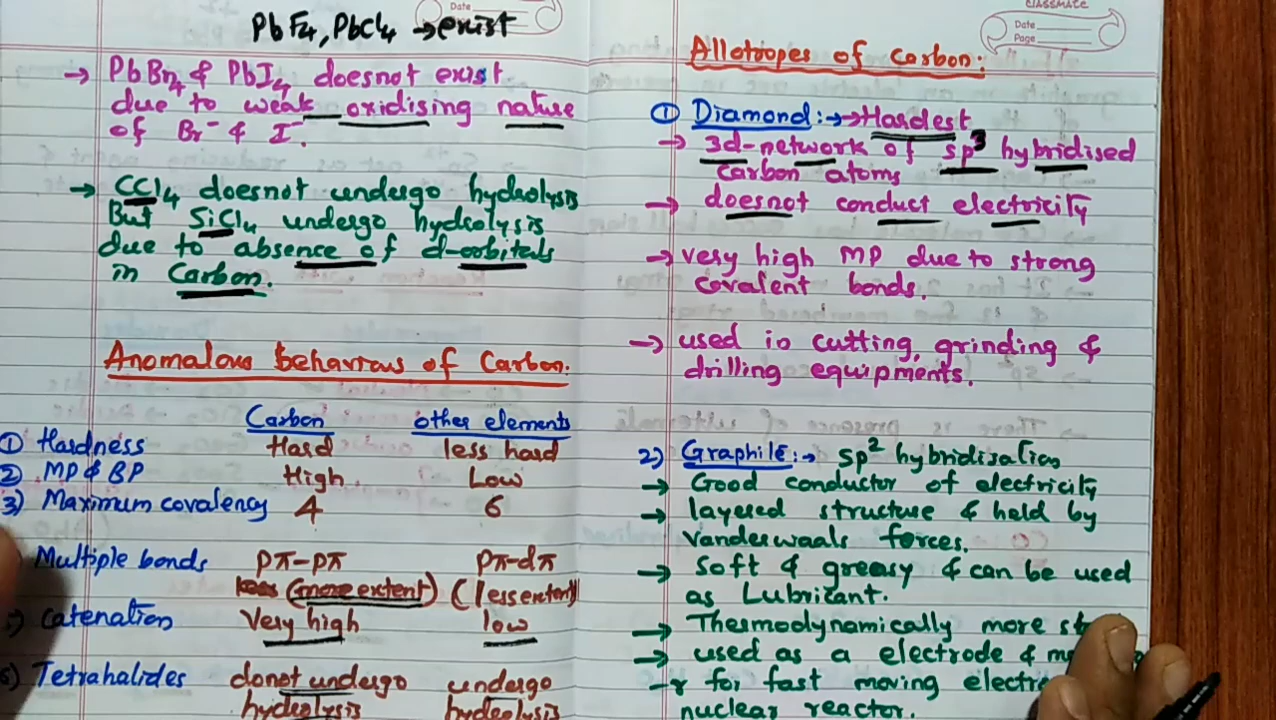 PbF4, PbCl4 → exist
Date
→ PbBr4 & PbI4 doesnot exist
due to weak oxidising nature
of Br⁻ & I⁻.
→ CCl4 doesnot undergo hydrolysis
But SiCl4 undergo hydrolysis
due to absence of d-orbitals
in Carbon.
Anomalous behaviour of Carbon.
Carbon other elements
① Hardness Hard less hard
② MP & BP High Low
3) Maximum covalency 4 6
Multiple bonds pπ-pπ pπ-dπ
(more extent) (less extent)
5) Catenation Very high low
6) Tetrahalides donot undergo undergo
hydrolysis hydrolysis
CLASSMATE
Date
Page
Allotropes of Carbon:
① Diamond:→ → Hardest
→ 3d-network of sp³ hybridised
carbon atoms
→ doesnot conduct electricity
→ very high MP due to strong
covalent bonds.
→ used in cutting, grinding &
drilling equipments.
2) Graphite:→ sp² hybridisation
→ Good conductor of electricity
→ layered structure & held by
vanderwaals forces.
→ Soft & greasy & can be used
as Lubricant.
→ Thermodynamically more
→ used as a electrode &
-r for fast moving
nuclear reactor.